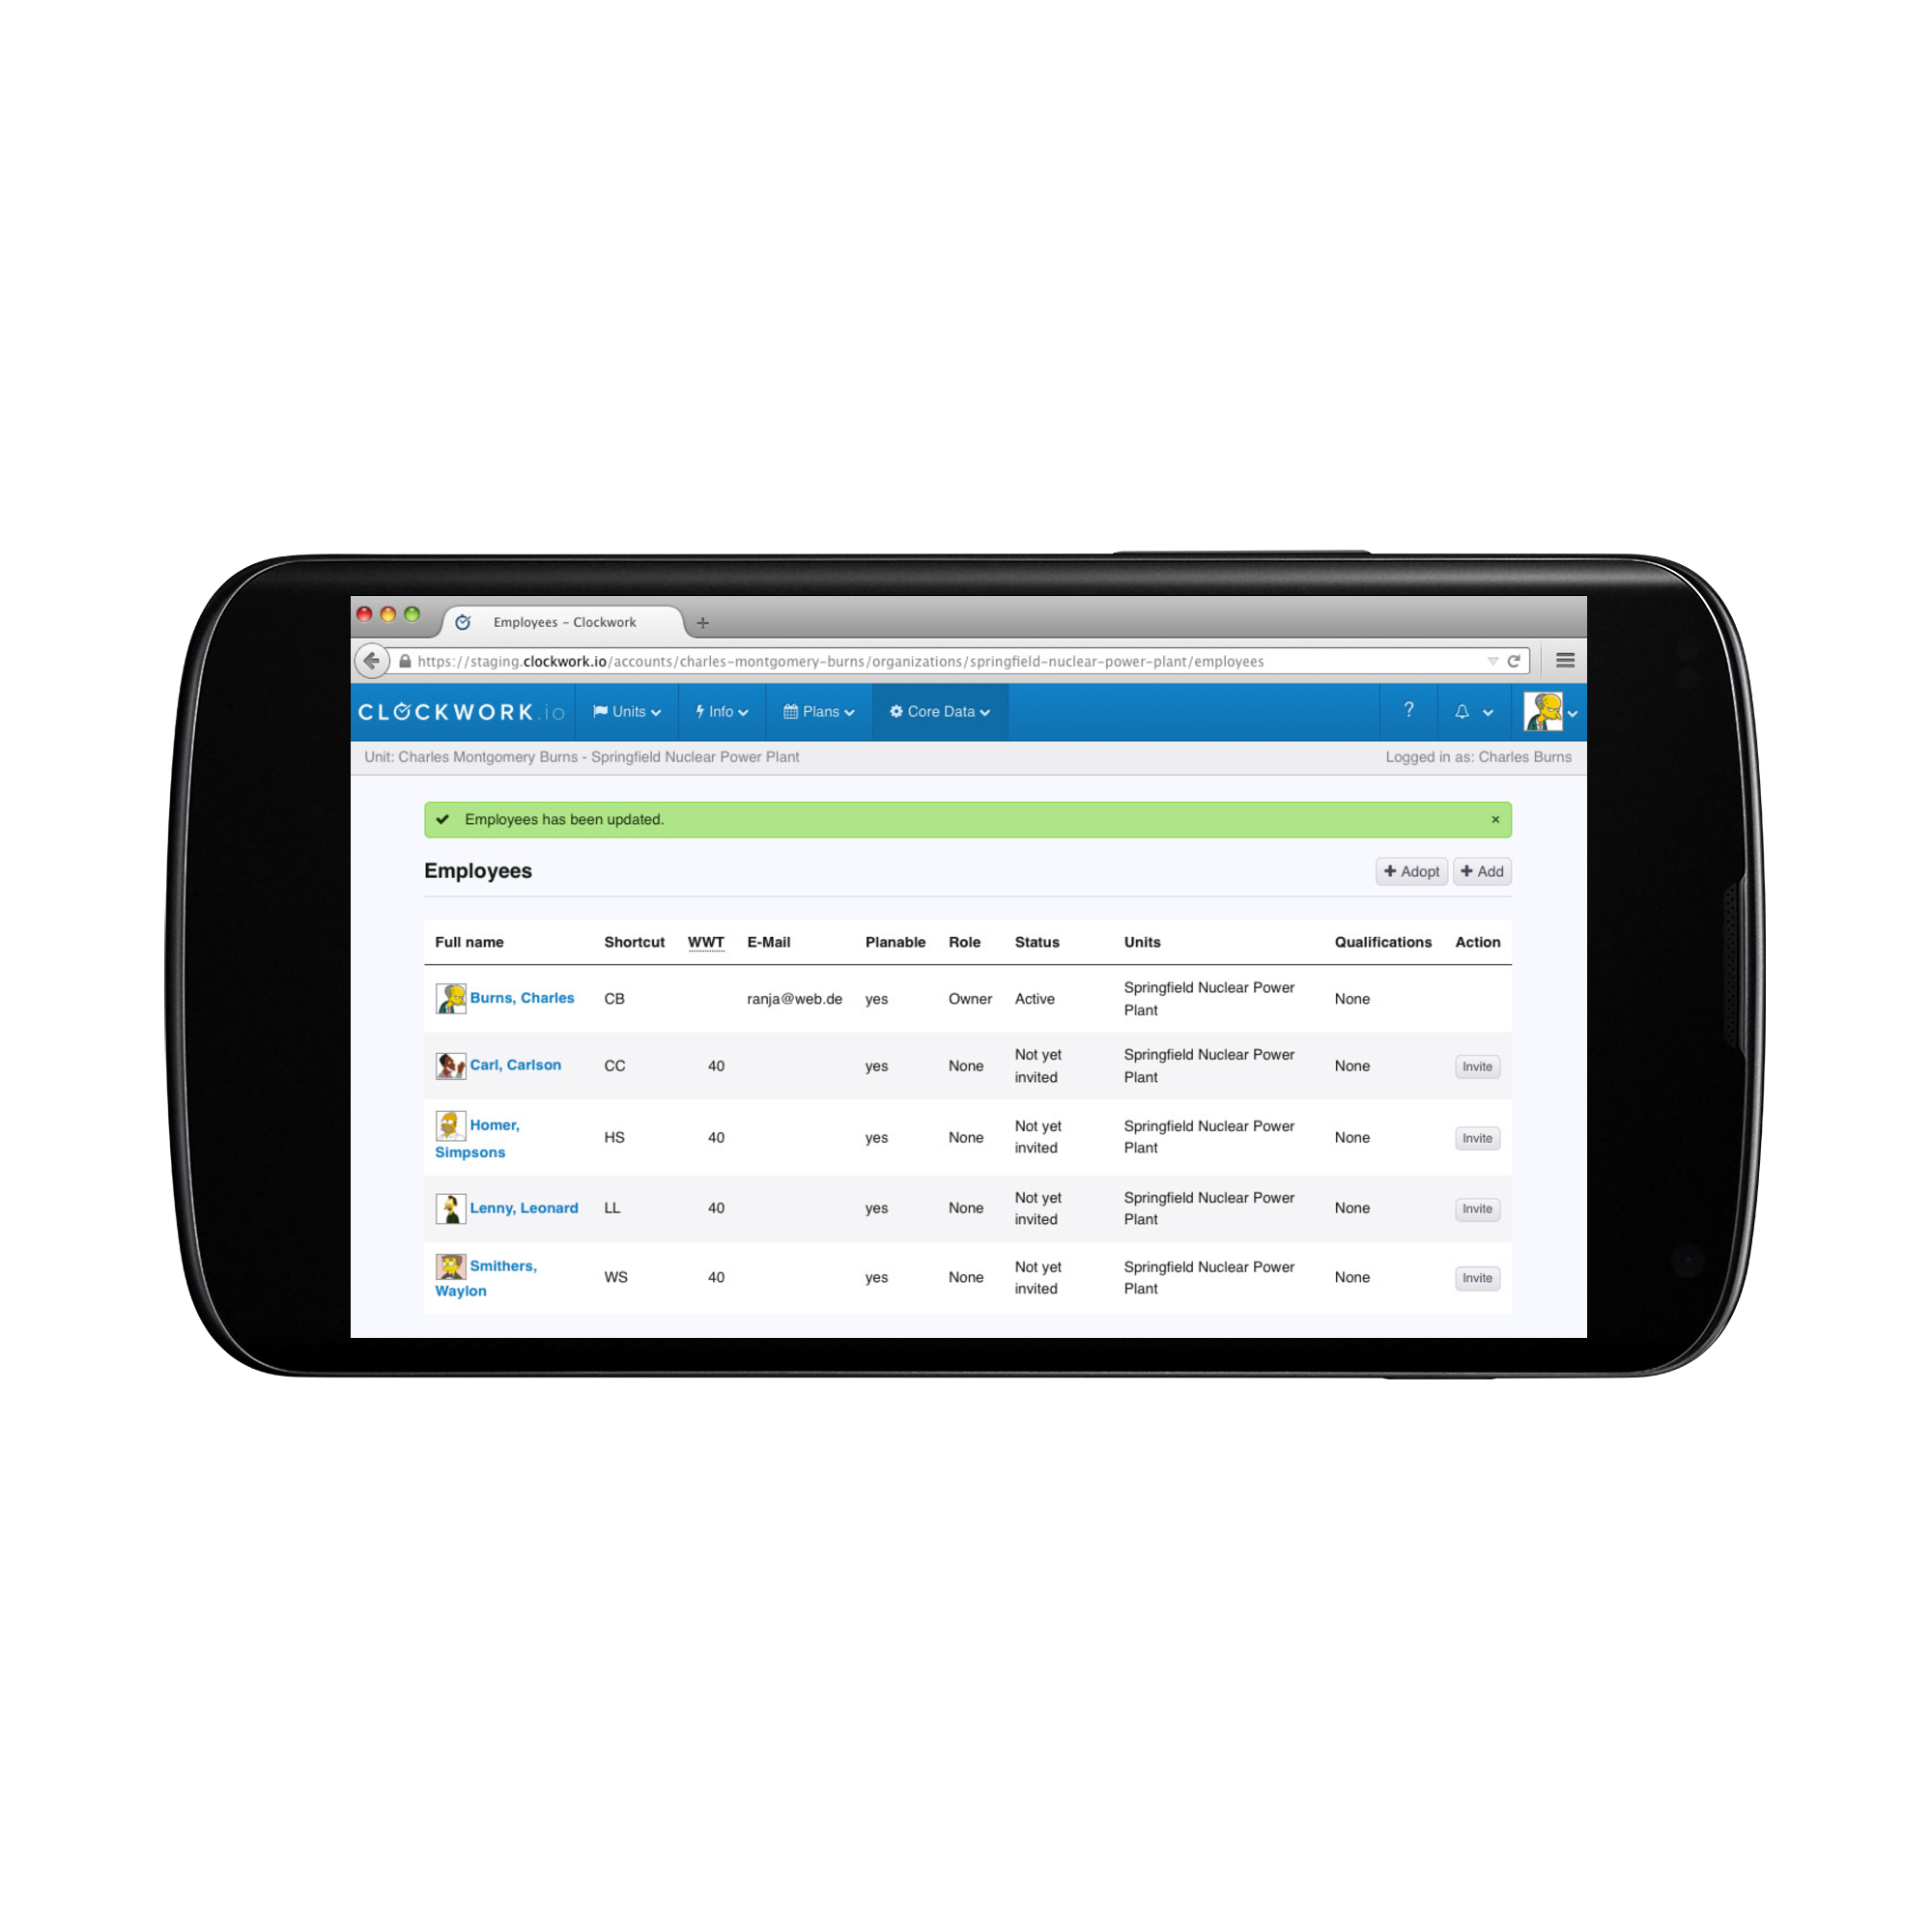 Employees – Clockwork
https://staging.clockwork.io/accounts/charles-montgomery-burns/organizations/springfield-nuclear-power-plant/employees
CLOCKWORK.io Units Info Plans Core Data ?
Unit: Charles Montgomery Burns - Springfield Nuclear Power Plant Logged in as: Charles Burns
Employees has been updated. ×
Employees + Adopt + Add
Full name Shortcut WWT E-Mail Planable Role Status Units Qualifications Action
Burns, Charles CB ranja@web.de yes Owner Active Springfield Nuclear Power
Plant None
Carl, Carlson CC 40 yes None Not yet
invited Springfield Nuclear Power
Plant None Invite
Homer,
Simpsons HS 40 yes None Not yet
invited Springfield Nuclear Power
Plant None Invite
Lenny, Leonard LL 40 yes None Not yet
invited Springfield Nuclear Power
Plant None Invite
Smithers,
Waylon WS 40 yes None Not yet
invited Springfield Nuclear Power
Plant None Invite